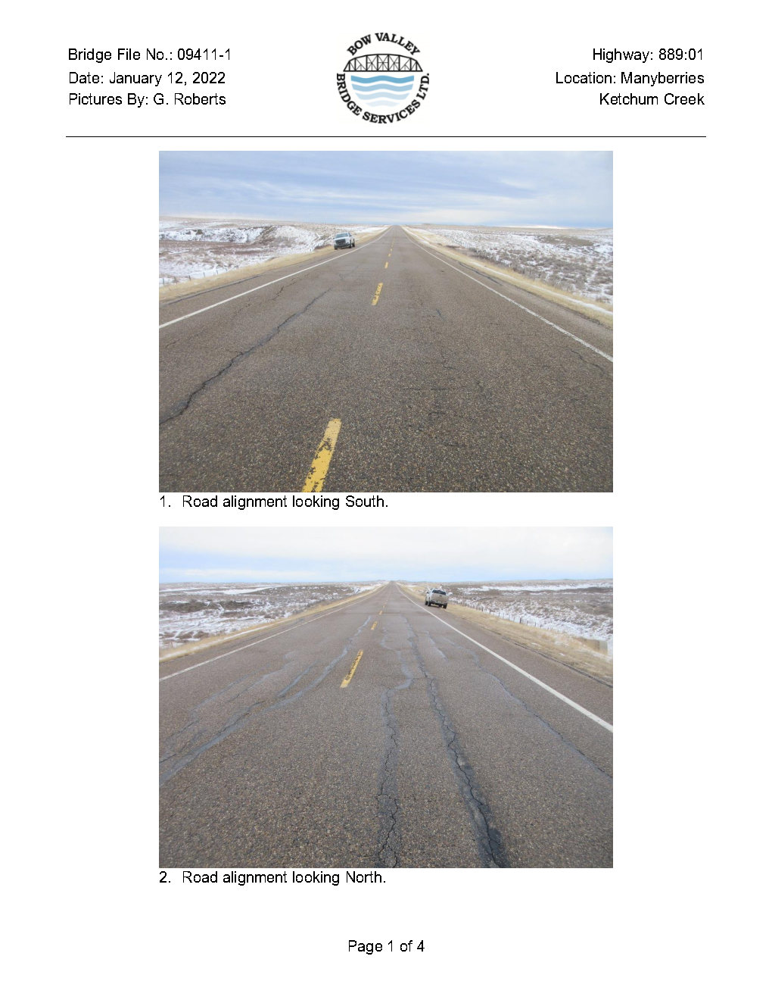 Bridge File No.: 09411-1
Date: January 12, 2022
Pictures By: G. Roberts
BOW VALLEY
BRIDGE SERVICES LTD.
Highway: 889:01
Location: Manyberries
Ketchum Creek
1. Road alignment looking South.
2. Road alignment looking North.
Page 1 of 4